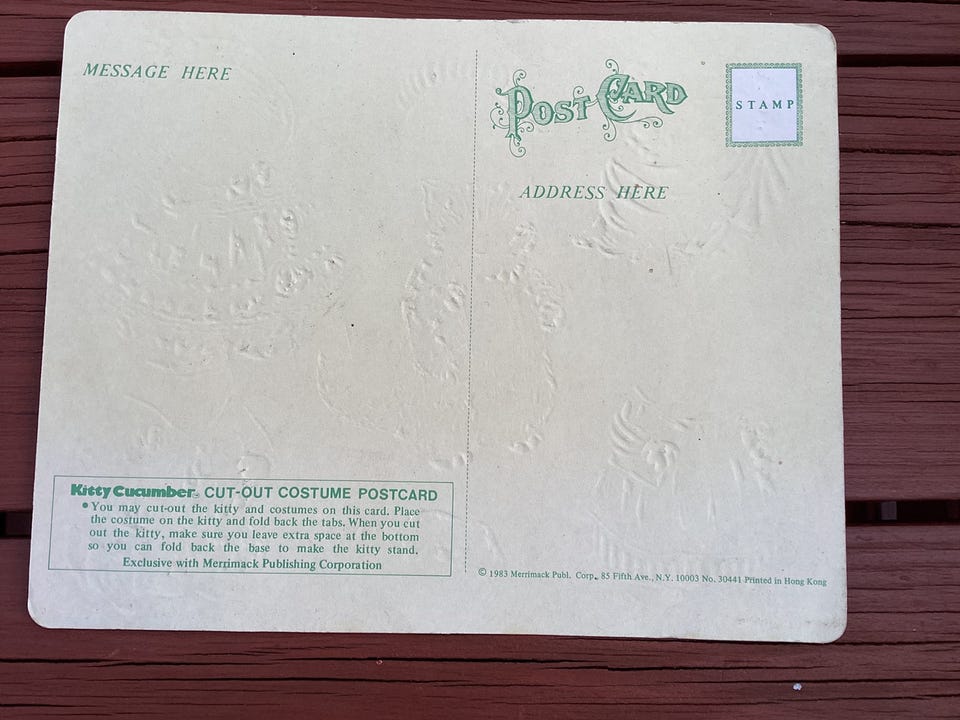 MESSAGE HERE
POST CARD
STAMP
ADDRESS HERE
Kitty Cucumber CUT-OUT COSTUME POSTCARD
• You may cut-out the kitty and costumes on this card. Place
the costume on the kitty and fold back the tabs. When you cut
out the kitty, make sure you leave extra space at the bottom
so you can fold back the base to make the kitty stand.
Exclusive with Merrimack Publishing Corporation
© 1983 Merrimack Publ. Corp. 85 Fifth Ave., N.Y. 10003 No. 30441 Printed in Hong Kong